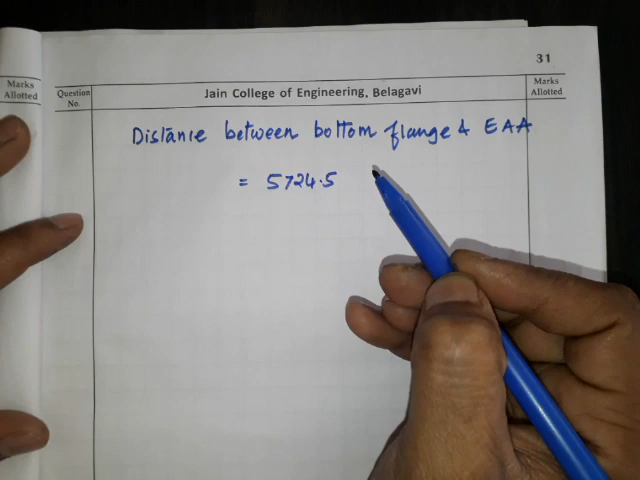 31
Marks
Allotted
Question
No.
Jain College of Engineering, Belagavi
Marks
Allotted
Distance between bottom flange & EAA
= 5724.5